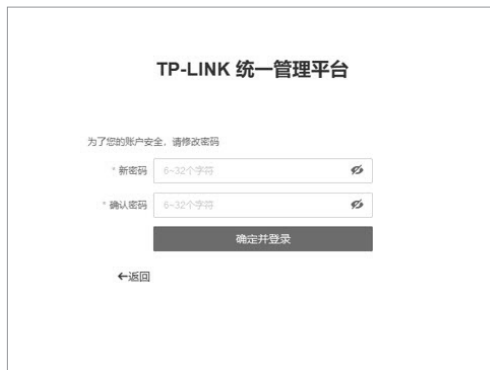 TP-LINK 统一管理平台
为了您的账户安全，请修改密码
* 新密码 6~32个字符
* 确认密码 6~32个字符
确定并登录
←返回